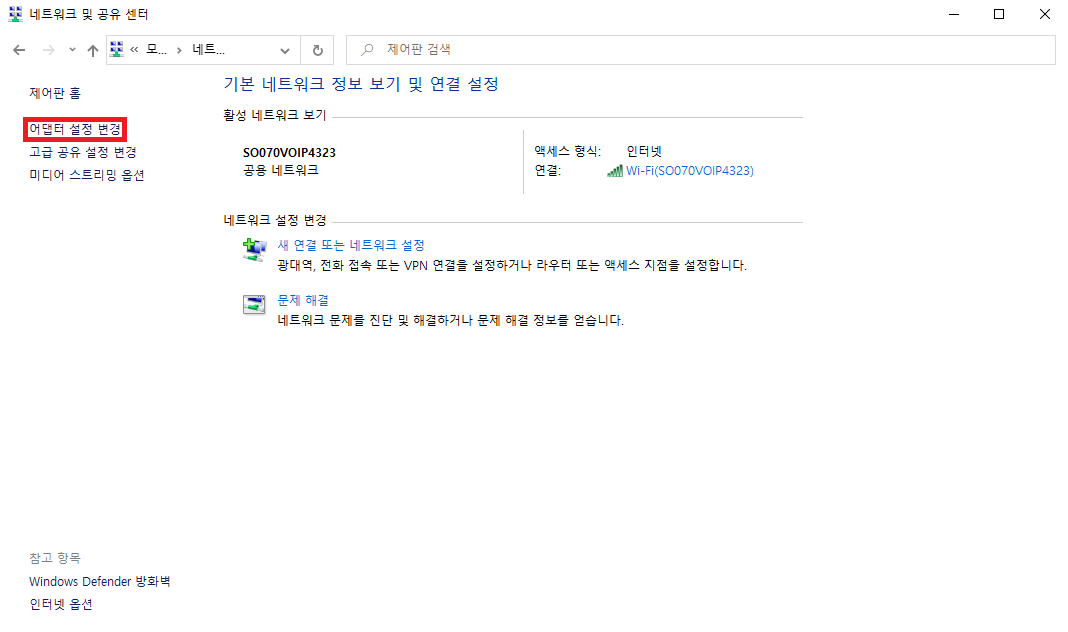 네트워크 및 공유 센터
« 모... › 네트...
제어판 검색
제어판 홈
어댑터 설정 변경
고급 공유 설정 변경
미디어 스트리밍 옵션
기본 네트워크 정보 보기 및 연결 설정
활성 네트워크 보기
SO070VOIP4323
공용 네트워크
액세스 형식: 인터넷
연결: Wi-Fi(SO070VOIP4323)
네트워크 설정 변경
새 연결 또는 네트워크 설정
광대역, 전화 접속 또는 VPN 연결을 설정하거나 라우터 또는 액세스 지점을 설정합니다.
문제 해결
네트워크 문제를 진단 및 해결하거나 문제 해결 정보를 얻습니다.
참고 항목
Windows Defender 방화벽
인터넷 옵션